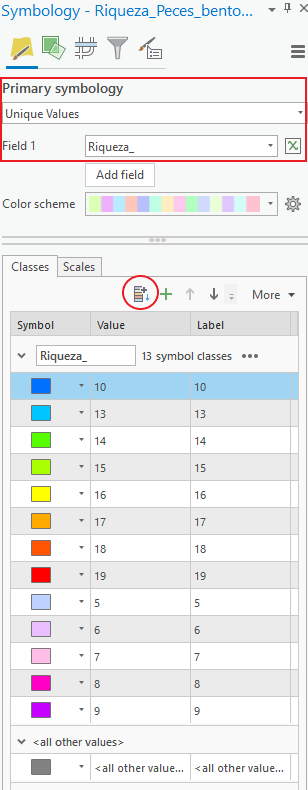 Symbology - Riqueza_Peces_bento...
Primary symbology
Unique Values
Field 1 Riqueza_
Add field
Color scheme
Classes Scales
More
Symbol Value Label
Riqueza_ 13 symbol classes
10 10
13 13
14 14
15 15
16 16
17 17
18 18
19 19
5 5
6 6
7 7
8 8
9 9
<all other values>
<all other value... <all other value...